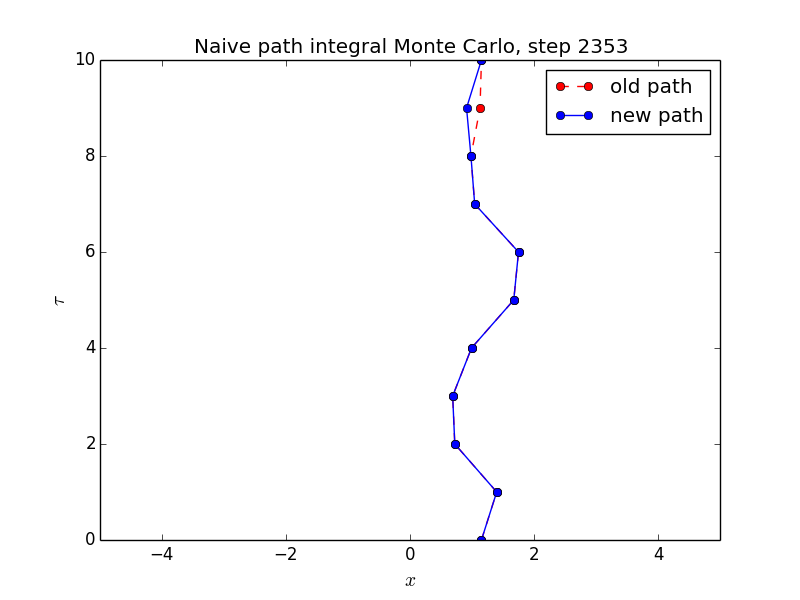 Naive path integral Monte Carlo, step 2353
old path
new path
10
8
6
4
2
0
τ
−4 −2 0 2 4
x